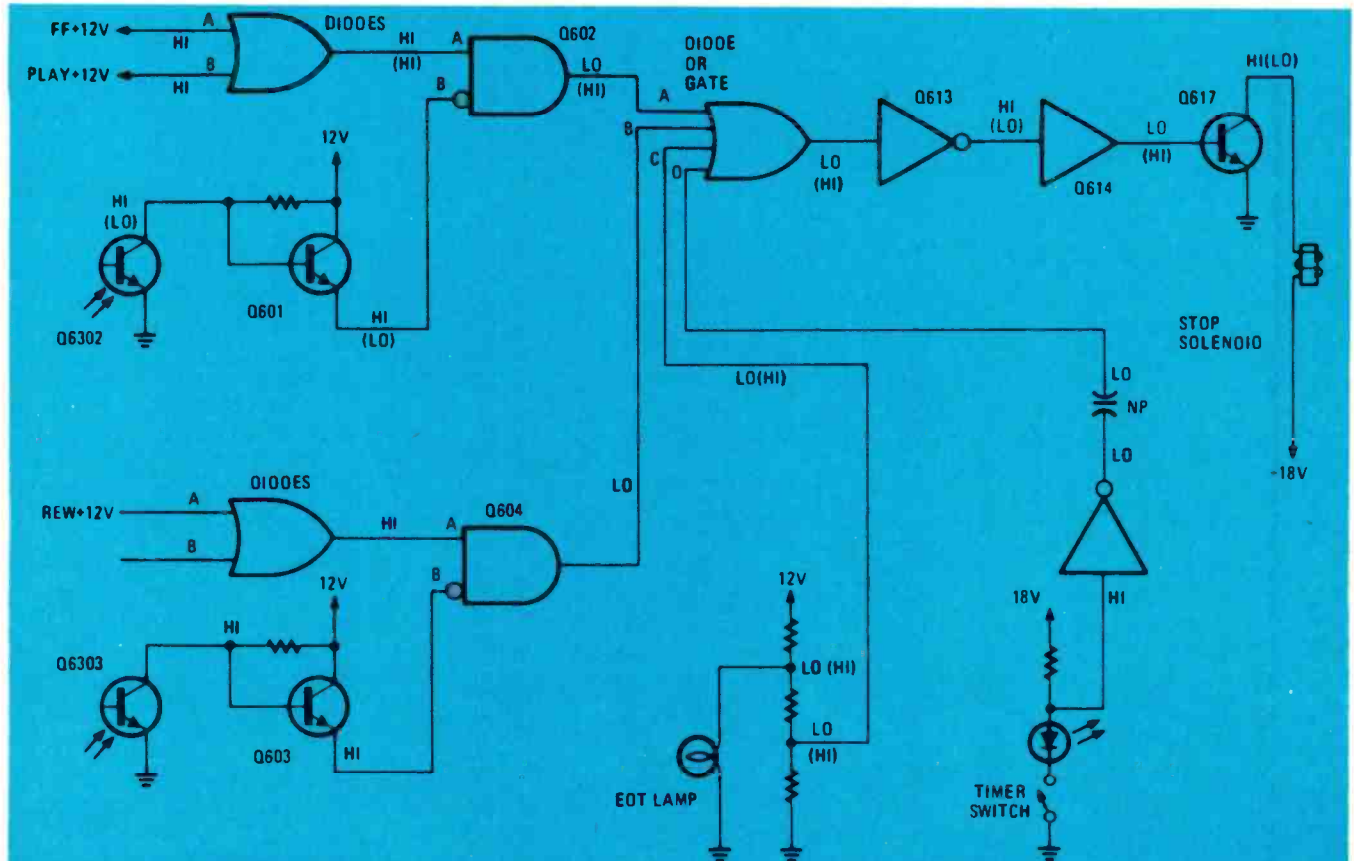 FF+12V
A
HI
PLAY+12V
B
HI
DIODES
HI
(HI)
A
B
Q602
LO
(HI)
DIODE
OR
GATE
A
B
C
D
LO
(HI)
Q613
HI
(LO)
Q614
LO
(HI)
Q617
HI(LO)
STOP
SOLENOID
-18V
12V
HI
(LO)
Q6302
Q601
HI
(LO)
LO(HI)
LO
NP
LO
LO
REW+12V
A
B
DIODES
HI
A
B
Q604
12V
HI
Q6303
Q603
HI
12V
LO (HI)
LO
(HI)
EOT LAMP
18V
HI
TIMER
SWITCH